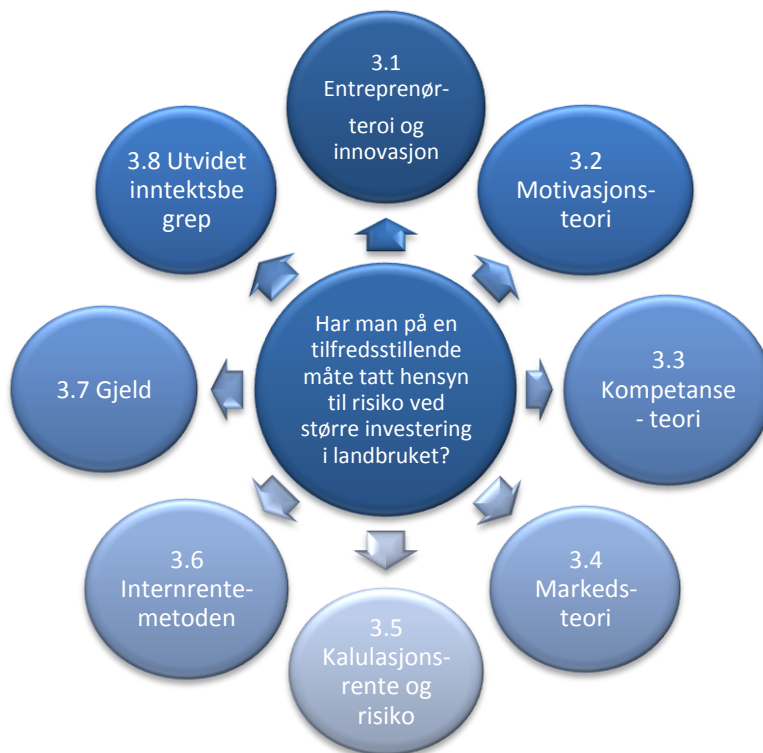 3.1
Entreprenør-
teroi og
innovasjon
3.2
Motivasjons-
teori
3.3
Kompetanse
- teori
3.4
Markeds-
teori
3.5
Kalulasjons-
rente og
risiko
3.6
Internrente-
metoden
3.7 Gjeld
3.8 Utvidet
inntektsbe
grep
Har man på en
tilfredsstillende
måte tatt hensyn
til risiko ved
større investering
i landbruket?